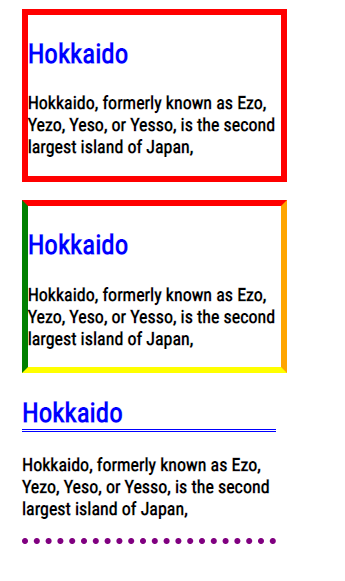 Hokkaido
Hokkaido, formerly known as Ezo,
Yezo, Yeso, or Yesso, is the second
largest island of Japan,
Hokkaido
Hokkaido, formerly known as Ezo,
Yezo, Yeso, or Yesso, is the second
largest island of Japan,
Hokkaido
Hokkaido, formerly known as Ezo,
Yezo, Yeso, or Yesso, is the second
largest island of Japan,